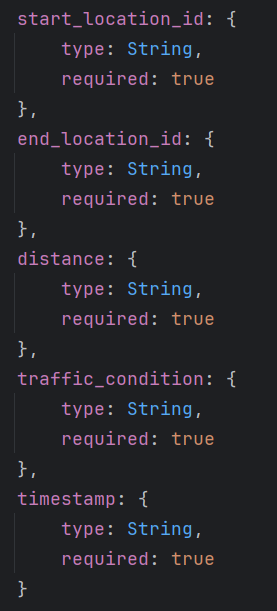 start_location_id: {
    type: String,
    required: true
},
end_location_id: {
    type: String,
    required: true
},
distance: {
    type: String,
    required: true
},
traffic_condition: {
    type: String,
    required: true
},
timestamp: {
    type: String,
    required: true
}